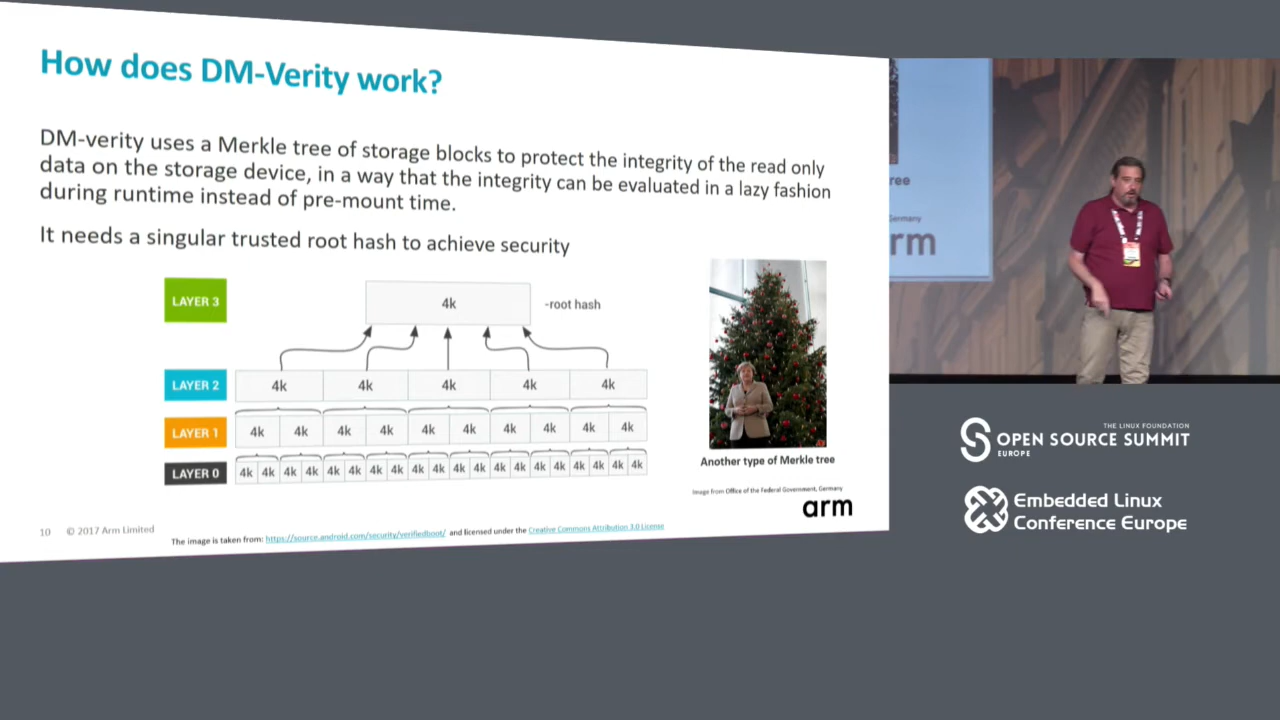 How does DM-Verity work?
DM-verity uses a Merkle tree of storage blocks to protect the integrity of the read only
data on the storage device, in a way that the integrity can be evaluated in a lazy fashion
during runtime instead of pre-mount time.
It needs a singular trusted root hash to achieve security
LAYER 3
4k
-root hash
LAYER 2
4k 4k 4k 4k 4k
LAYER 1
4k 4k 4k 4k 4k 4k 4k 4k 4k 4k
LAYER 0
4k 4k 4k 4k 4k 4k 4k 4k 4k 4k 4k 4k 4k 4k 4k 4k 4k 4k 4k 4k
Another type of Merkle tree
Image from Office of the Federal Government, Germany
arm
10 © 2017 Arm Limited
The image is taken from: https://source.android.com/security/verifiedboot/ and licensed under the Creative Commons Attribution 3.0 License
ree
Germany
arm
THE LINUX FOUNDATION
OPEN SOURCE SUMMIT
EUROPE
Embedded Linux
Conference Europe